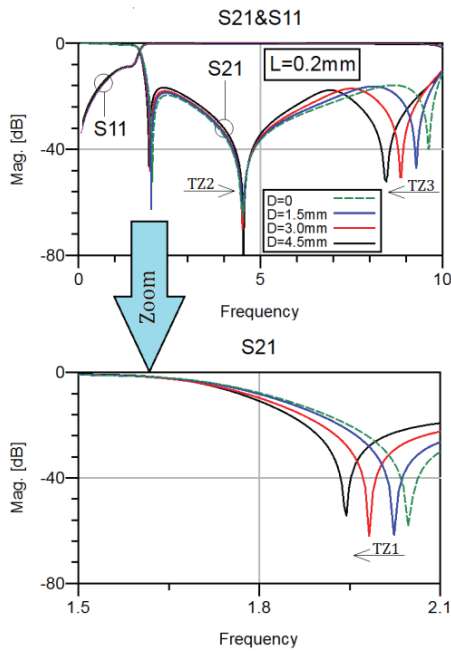 S21&S11
Mag. [dB]
0
-40
-80
0
5
10
Frequency
L=0.2mm
S21
S11
TZ2
TZ3
D=0
D=1.5mm
D=3.0mm
D=4.5mm
Zoom
S21
Mag. [dB]
0
-40
-80
1.5
1.8
2.1
TZ1
Frequency